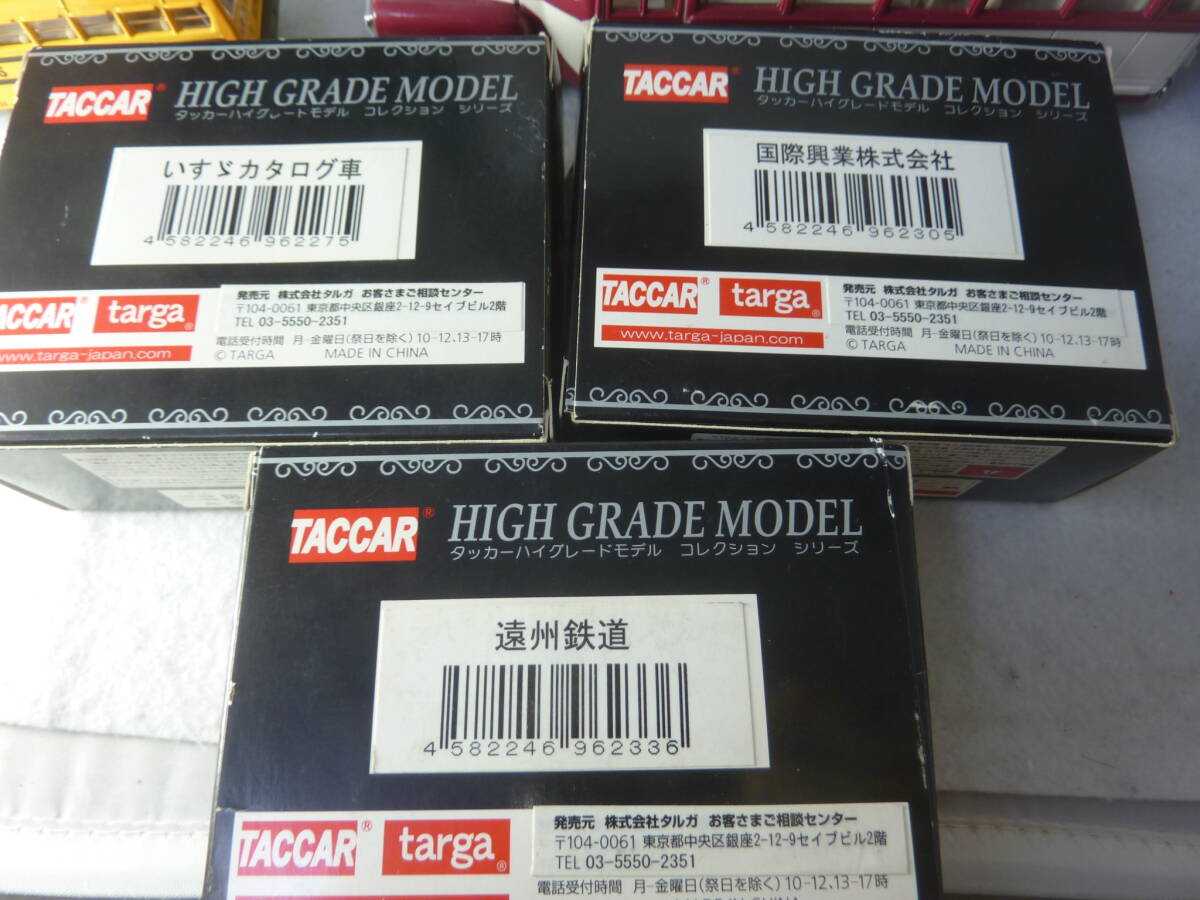 TACCAR®
HIGH GRADE MODEL
タッカーハイグレードモデル コレクション シリーズ
いすゞカタログ車
4 582246 962275
TACCAR
targa®
発売元 株式会社タルガ お客さまご相談センター
〒104-0061 東京都中央区銀座2-12-9セイブビル2階
TEL 03-5550-2351
電話受付時間 月-金曜日(祭日を除く)10-12.13-17時
www.targa-japan.com
© TARGA MADE IN CHINA
TACCAR®
HIGH GRADE MODEL
タッカーハイグレードモデル コレクション シリーズ
国際興業株式会社
4 582246 962305
TACCAR®
targa®
発売元 株式会社タルガ お客さまご相談センター
〒104-0061 東京都中央区銀座2-12-9セイブビル2階
TEL 03-5550-2351
電話受付時間 月-金曜日(祭日を除く)10-12.13-17時
www.targa-japan.com
© TARGA MADE IN CHINA
TACCAR®
HIGH GRADE MODEL
タッカーハイグレードモデル コレクション シリーズ
遠州鉄道
4 582246 962336
TACCAR®
targa®
発売元 株式会社タルガ お客さまご相談センター
〒104-0061 東京都中央区銀座2-12-9セイブビル2階
TEL 03-5550-2351
電話受付時間 月-金曜日(祭日を除く)10-12.13-17時